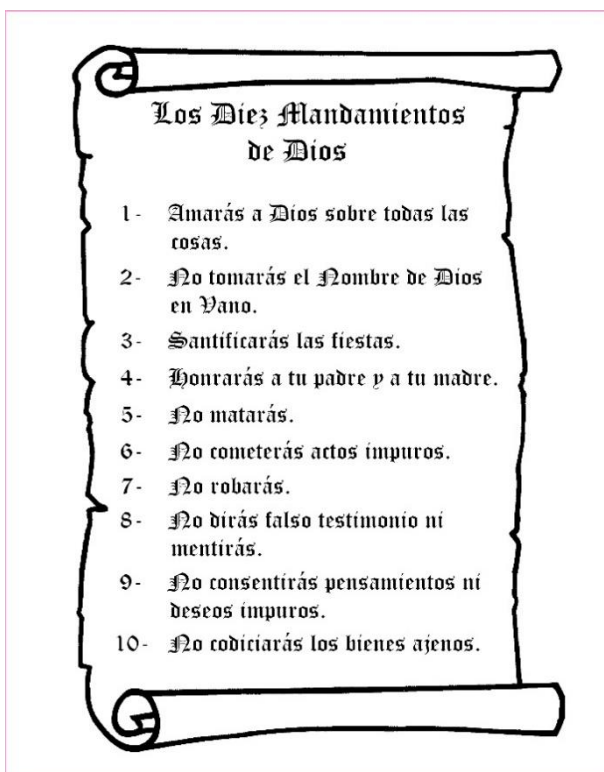 Los Diez Mandamientos
de Dios
1- Amarás a Dios sobre todas las
cosas.
2- No tomarás el Nombre de Dios
en Vano.
3- Santificarás las fiestas.
4- Honrarás a tu padre y a tu madre.
5- No matarás.
6- No cometerás actos impuros.
7- No robarás.
8- No dirás falso testimonio ni
mentirás.
9- No consentirás pensamientos ni
deseos impuros.
10- No codiciarás los bienes ajenos.